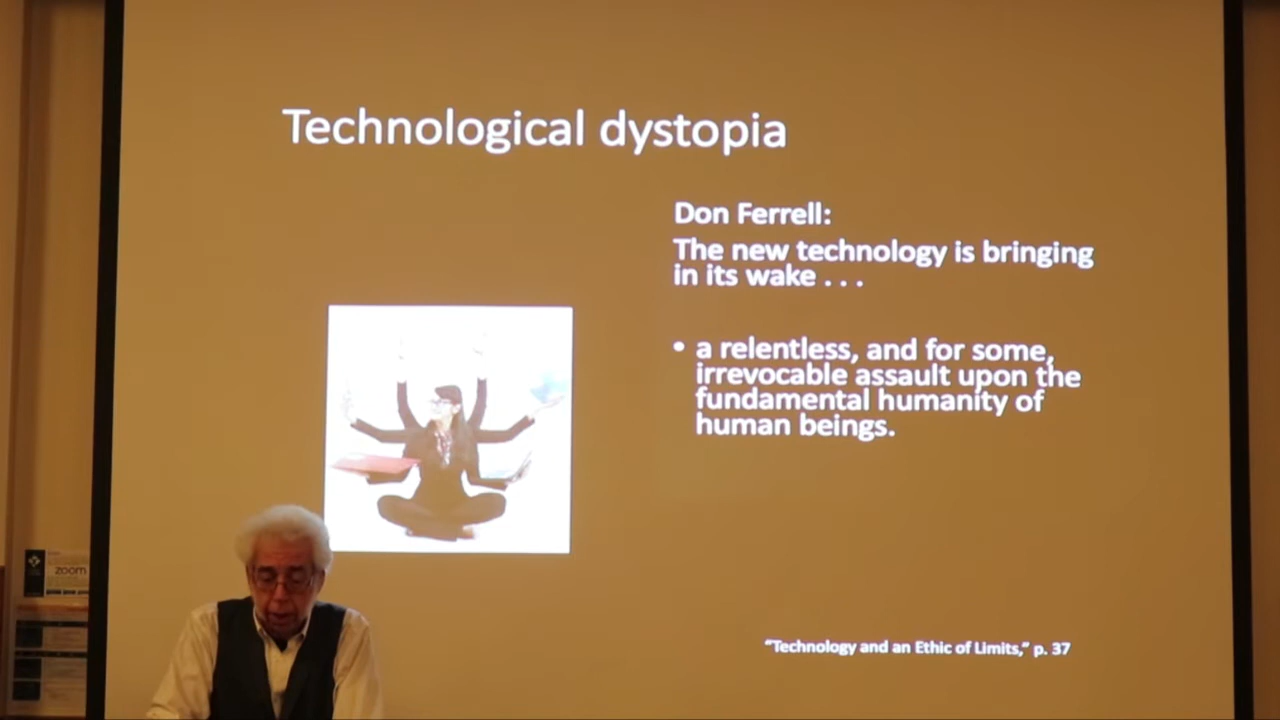 Technological dystopia
Don Ferrell:
The new technology is bringing
in its wake . . .
• a relentless, and for some,
irrevocable assault upon the
fundamental humanity of
human beings.
"Technology and an Ethic of Limits," p. 37
zoom